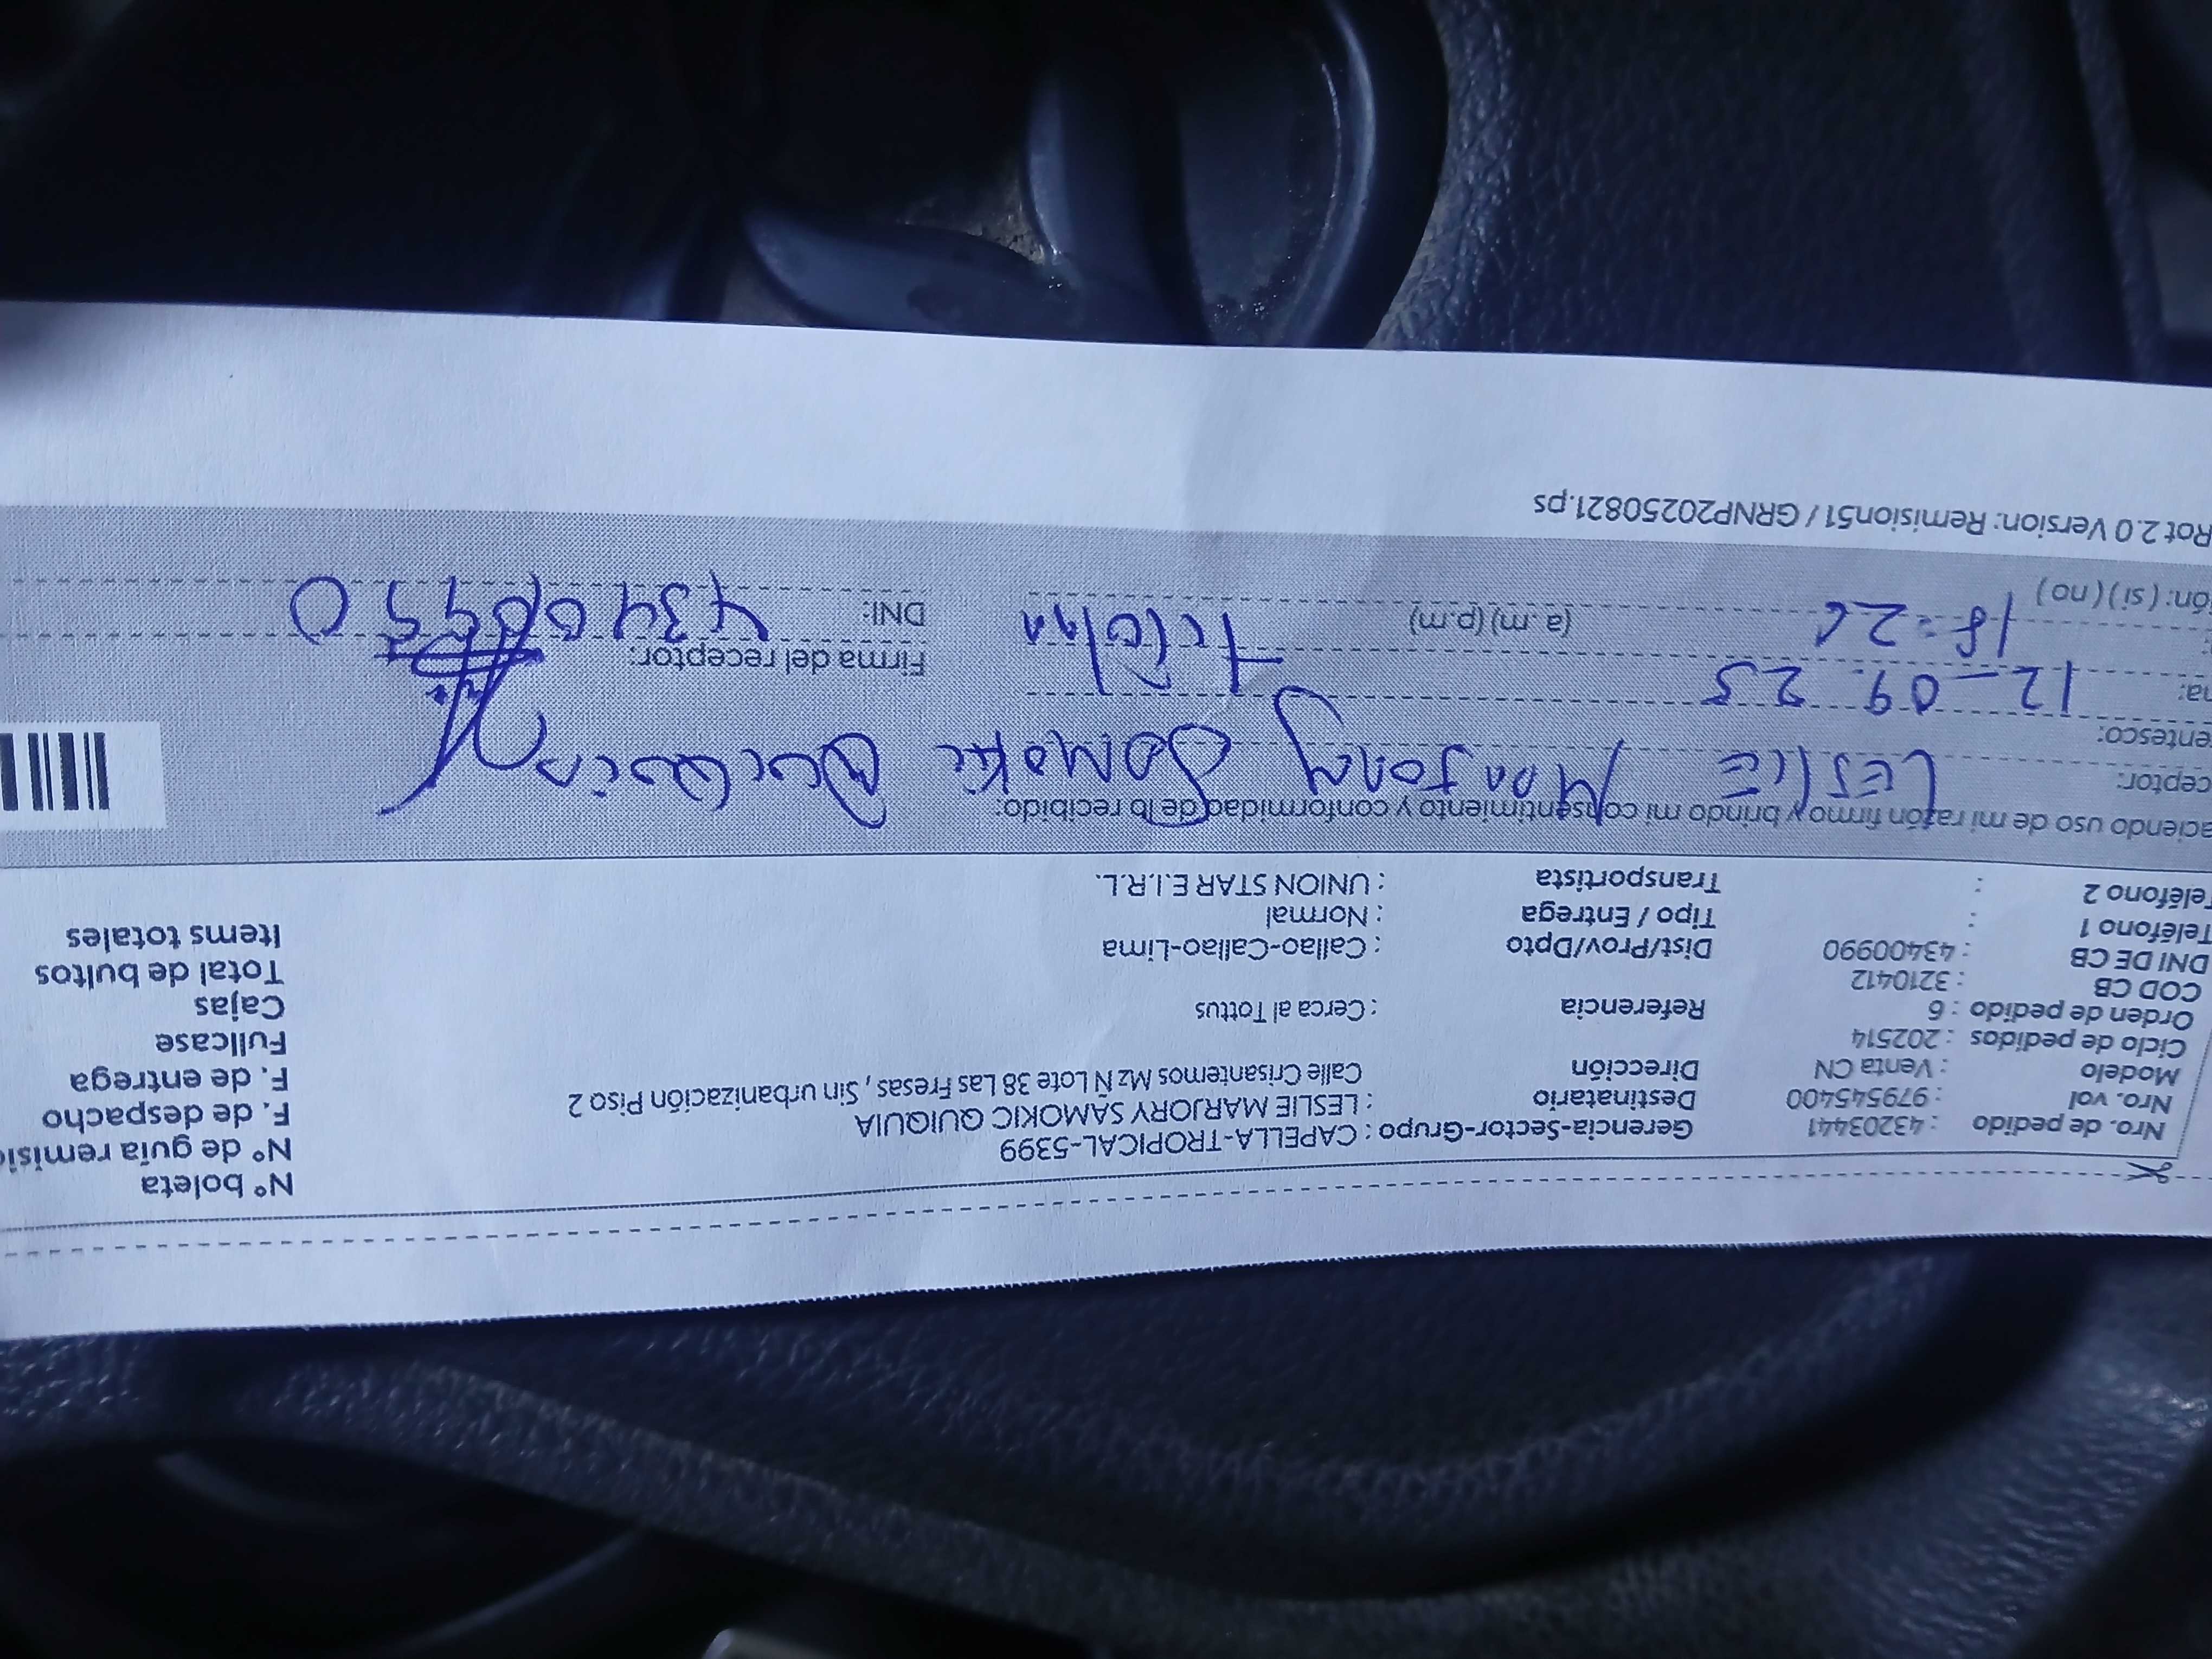 Nº boleta
Nro. de pedido : 43203441 Gerencia-Sector-Grupo : CAPELLA-TROPICAL-5399 Nº de guía remisi
Nro. vol : 979545400 Destinatario : LESLIE MARJORY SAMOKIC QUIQUIA F. de despacho
Modelo : Venta CN Dirección Calle Crisantemos Mz Ñ Lote 38 Las Fresas, Sin urbanización Piso 2 F. de entrega
Ciclo de pedidos : 202514 Fullcase
Orden de pedido : 6 Referencia : Cerca al Tottus Cajas
COD CB : 3210412 Total de bultos
DNI DE CB : 43400990 Dist/Prov/Dpto : Callao-Callao-Lima Items totales
Teléfono 1 : Tipo / Entrega : Normal
Teléfono 2 : Transportista : UNION STAR E.I.R.L.
aciendo uso de mi razón firmo y brindo mi consentimiento y conformidad de lo recibido:
ceptor: LESLIE Marjory Samokic
entesco: Titular Firma del receptor:
na: 12-09.25
(a.m) (p.m) DNI:
ón: (si) (no)
Rot 2.0 Version: Remision51 / GRNP20250821.ps